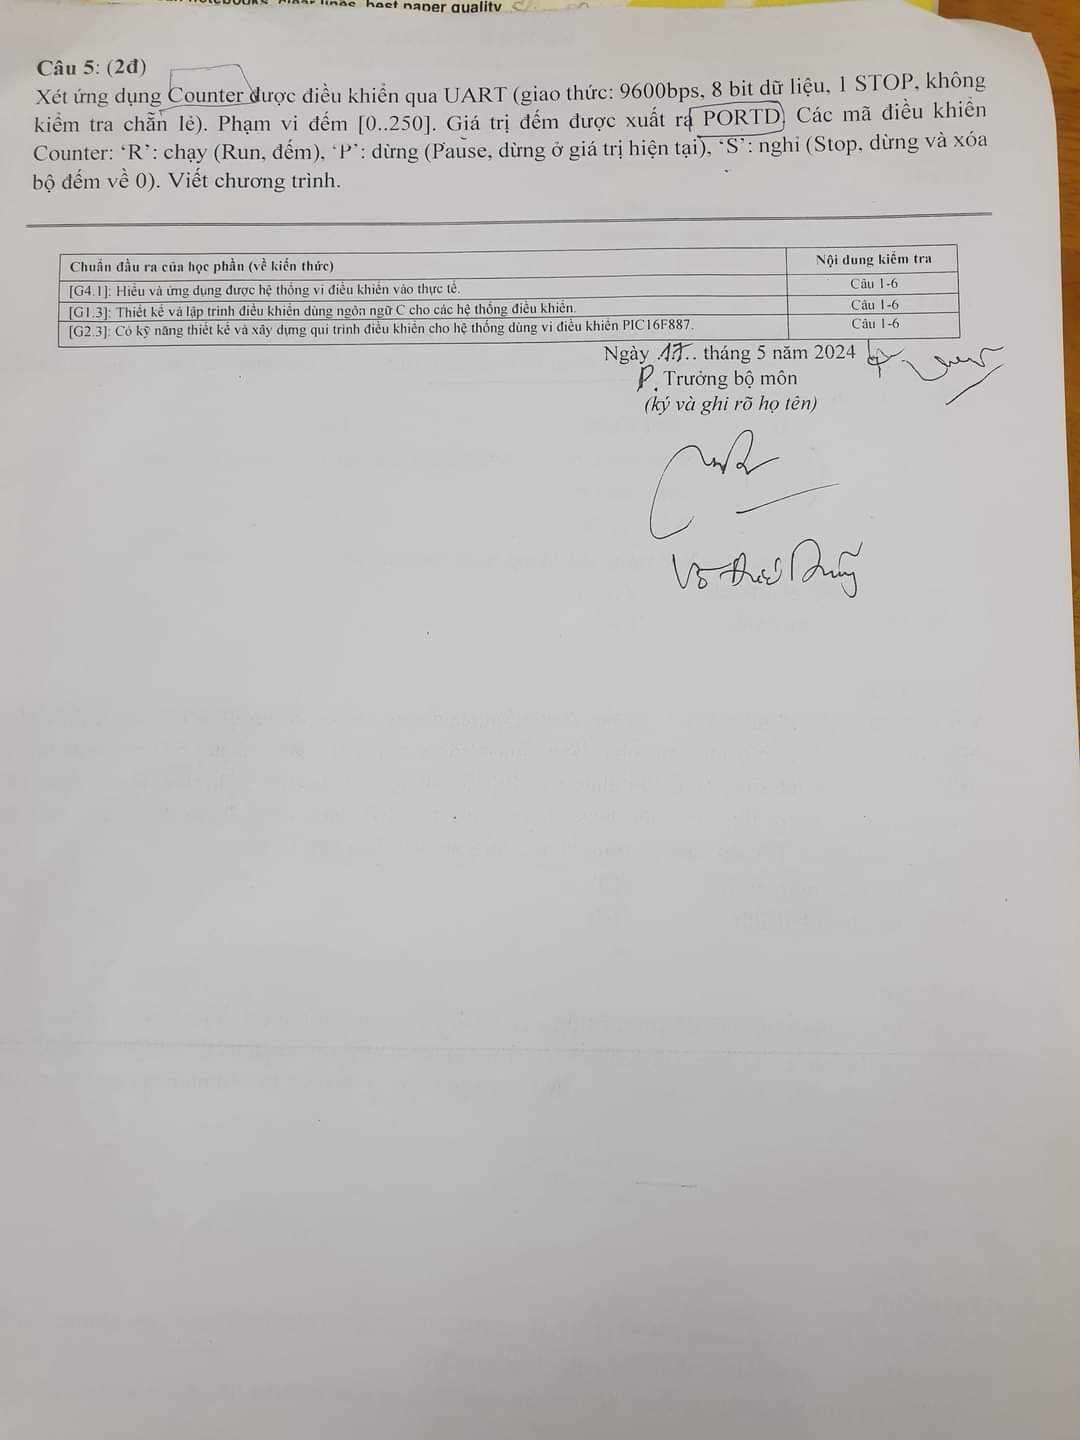 best paper quality
Câu 5: (2đ)
Xét ứng dụng Counter được điều khiển qua UART (giao thức: 9600bps, 8 bit dữ liệu, 1 STOP, không
kiểm tra chẵn lẻ). Phạm vi đếm [0..250]. Giá trị đếm được xuất ra PORTD. Các mã điều khiển
Counter: ‘R’: chạy (Run, đếm), ‘P’: dừng (Pause, dừng ở giá trị hiện tại), ‘S’: nghỉ (Stop, dừng và xóa
bộ đếm về 0). Viết chương trình.
Chuẩn đầu ra của học phần (về kiến thức) Nội dung kiểm tra
[G4.1]: Hiểu và ứng dụng được hệ thống vi điều khiển vào thực tế. Câu 1-6
[G1.3]: Thiết kế và lập trình điều khiển dùng ngôn ngữ C cho các hệ thống điều khiển. Câu 1-6
[G2.3]: Có kỹ năng thiết kế và xây dựng qui trình điều khiển cho hệ thống dùng vi điều khiển PIC16F887. Câu 1-6
Ngày 17.. tháng 5 năm 2024
P. Trưởng bộ môn
(ký và ghi rõ họ tên)
Võ Đức Dũng